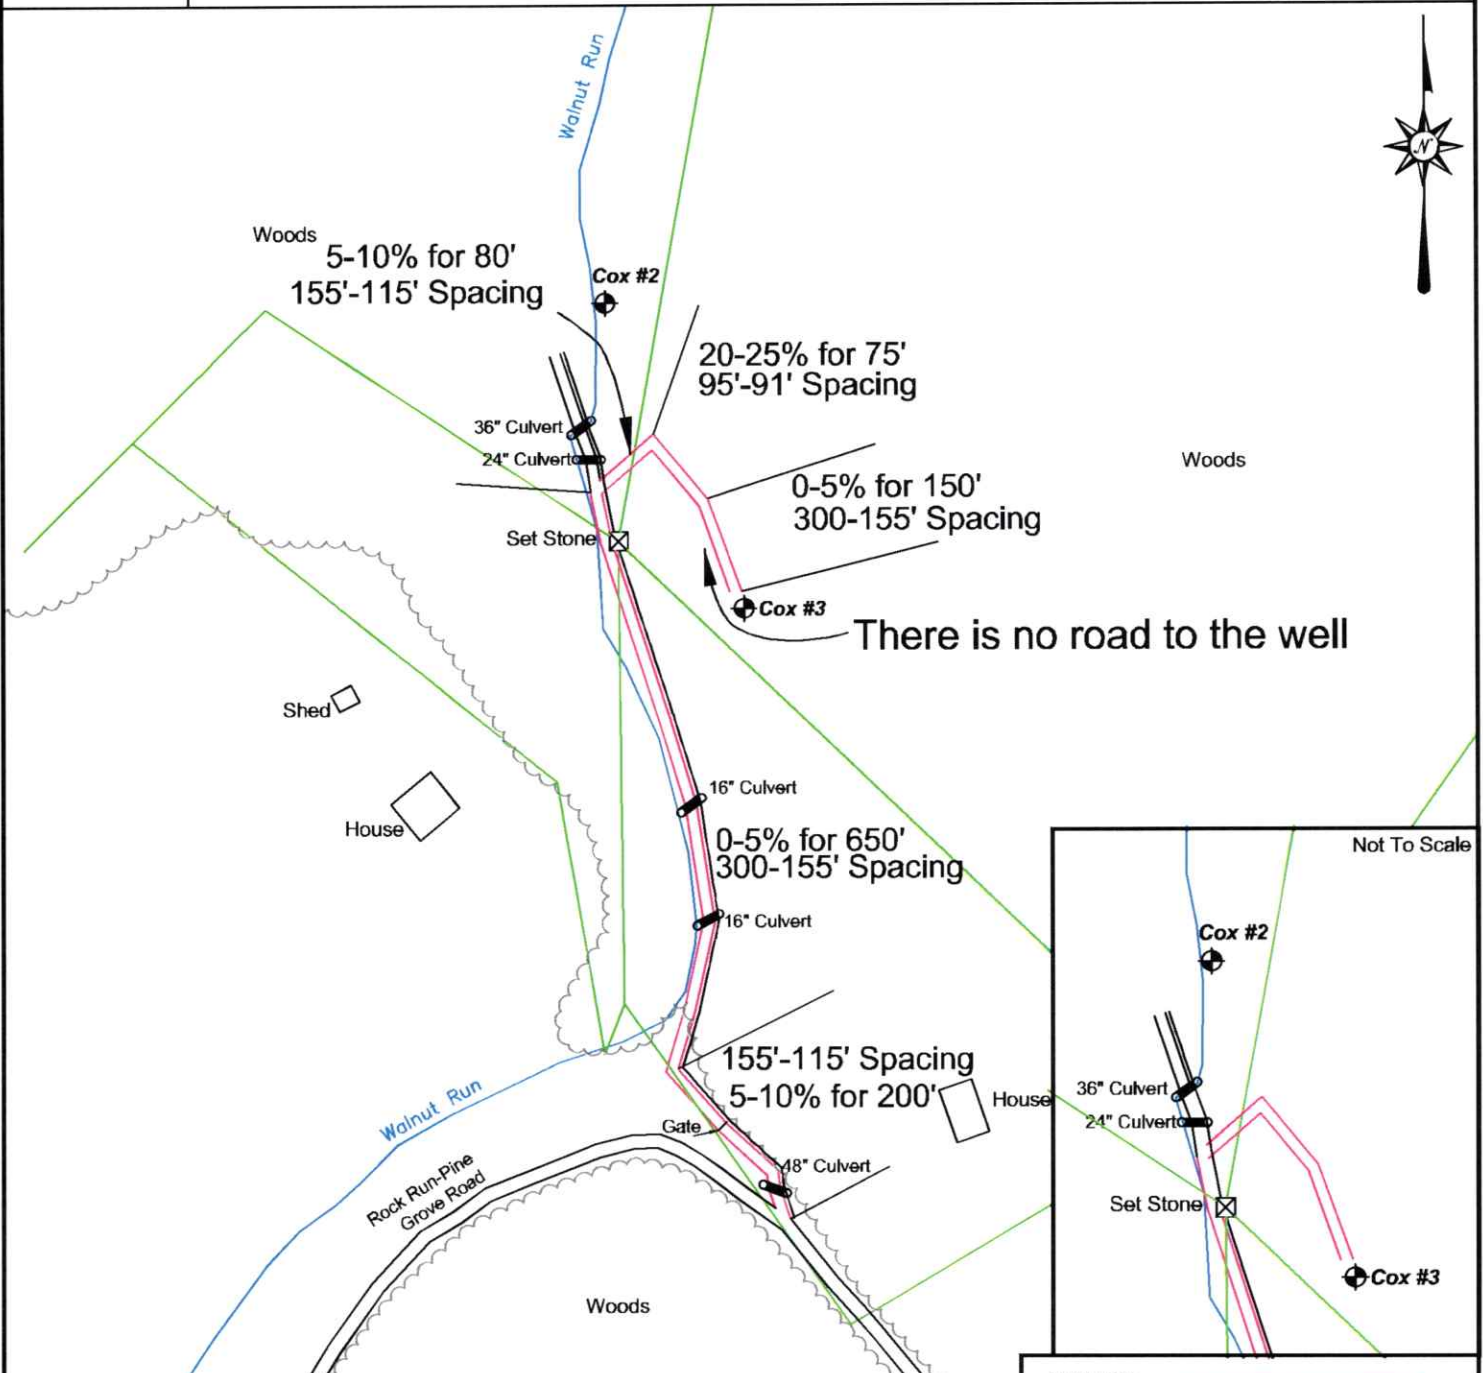 Walnut Run
N
Woods
5-10% for 80'
155'-115' Spacing
Cox #2
20-25% for 75'
95'-91' Spacing
36" Culvert
24" Culvert
Woods
0-5% for 150'
300-155' Spacing
Set Stone
Cox #3
There is no road to the well
Shed
16" Culvert
House
0-5% for 650'
300-155' Spacing
16" Culvert
155'-115' Spacing
5-10% for 200'
House
Walnut Run
Gate
48" Culvert
Rock Run-Pine
Grove Road
Woods
Not To Scale
Cox #2
36" Culvert
24" Culvert
Set Stone
Cox #3